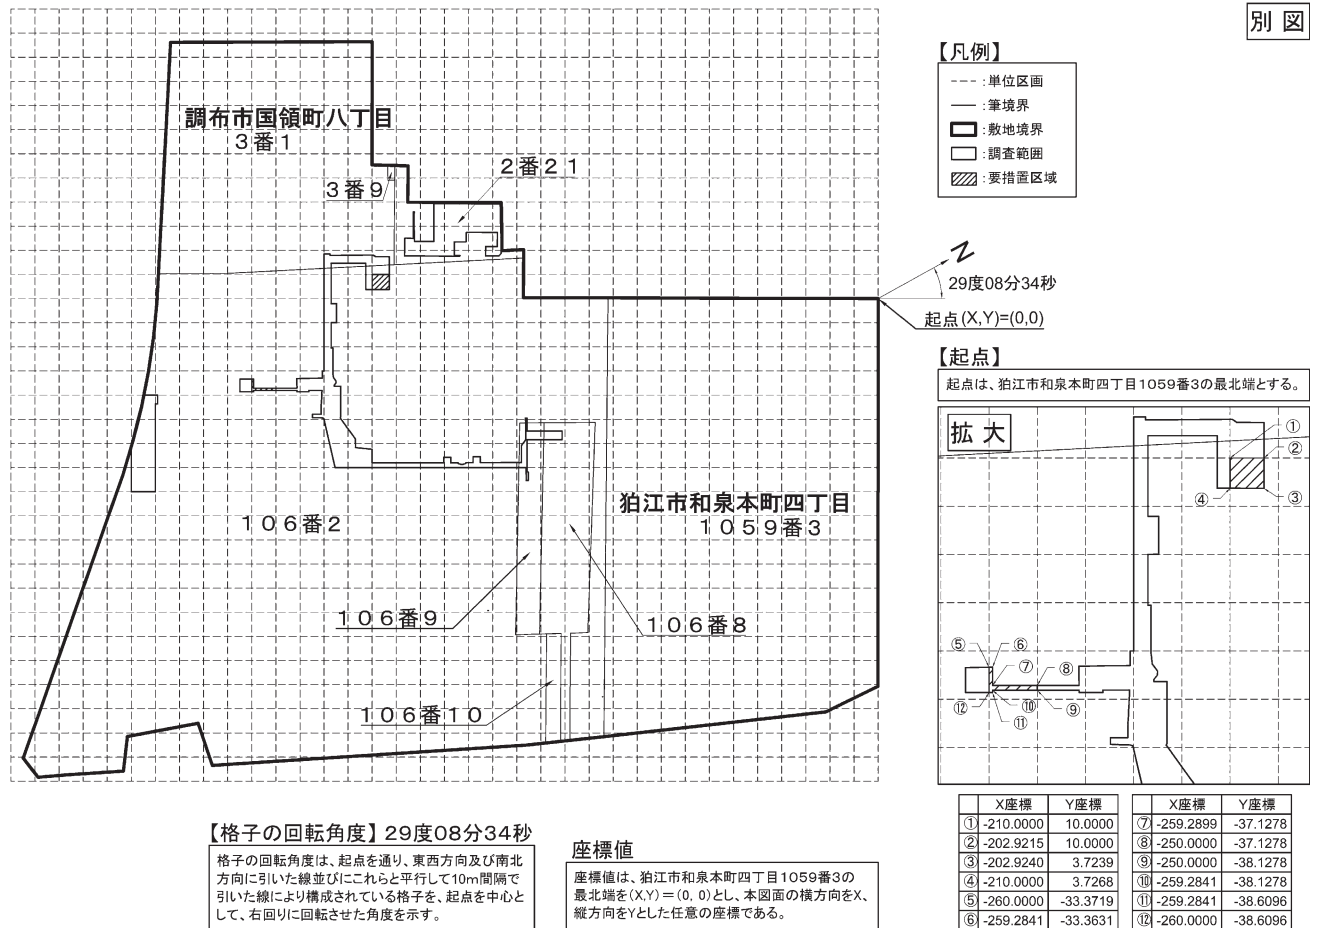 別図
【凡例】
：単位区画
：筆境界
：敷地境界
：調査範囲
：要措置区域
調布市国領町八丁目
３番１
２番２１
３番９
N
29度08分34秒
起点(X,Y)=(0,0)
【起点】
起点は、狛江市和泉本町四丁目1059番3の最北端とする。
拡大
①
②
③
④
⑤
⑥
⑦
⑧
⑨
⑩
⑪
⑫
狛江市和泉本町四丁目
１０５９番３
１０６番２
１０６番９
１０６番８
１０６番１０
【格子の回転角度】29度08分34秒
格子の回転角度は、起点を通り、東西方向及び南北
方向に引いた線並びにこれらと平行して10m間隔で
引いた線により構成されている格子を、起点を中心と
して、右回りに回転させた角度を示す。
座標値
座標値は、狛江市和泉本町四丁目1059番3の
最北端を(X,Y)＝(0, 0)とし、本図面の横方向をX、
縦方向をYとした任意の座標である。
X座標 Y座標
① -210.0000 10.0000
② -202.9215 10.0000
③ -202.9240 3.7239
④ -210.0000 3.7268
⑤ -260.0000 -33.3719
⑥ -259.2841 -33.3631
X座標 Y座標
⑦ -259.2899 -37.1278
⑧ -250.0000 -37.1278
⑨ -250.0000 -38.1278
⑩ -259.2841 -38.1278
⑪ -259.2841 -38.6096
⑫ -260.0000 -38.6096